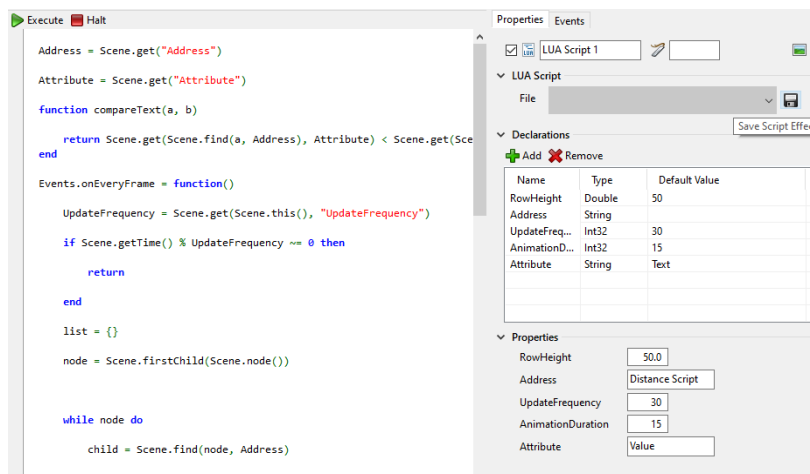 Execute Halt
Address = Scene.get("Address")
Attribute = Scene.get("Attribute")
function compareText(a, b)
return Scene.get(Scene.find(a, Address), Attribute) < Scene.get(Sce
end
Events.onEveryFrame = function()
UpdateFrequency = Scene.get(Scene.this(), "UpdateFrequency")
if Scene.getTime() % UpdateFrequency ~= 0 then
return
end
list = {}
node = Scene.firstChild(Scene.node())
while node do
child = Scene.find(node, Address)
Properties Events
LUA LUA Script 1
LUA Script
File
Save Script Effe
Declarations
Add Remove
Name Type Default Value
RowHeight Double 50
Address String
UpdateFreq... Int32 30
AnimationD... Int32 15
Attribute String Text
Properties
RowHeight 50.0
Address Distance Script
UpdateFrequency 30
AnimationDuration 15
Attribute Value